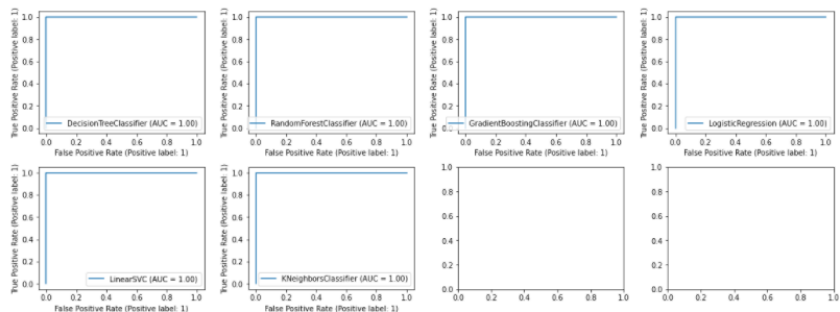 True Positive Rate (Positive label: 1)
1.0
0.8
0.6
0.4
0.2
0.0
DecisionTreeClassifier (AUC = 1.00)
0.0 0.2 0.4 0.6 0.8 1.0
False Positive Rate (Positive label: 1)
True Positive Rate (Positive label: 1)
1.0
0.8
0.6
0.4
0.2
0.0
RandomForestClassifier (AUC = 1.00)
0.0 0.2 0.4 0.6 0.8 1.0
False Positive Rate (Positive label: 1)
True Positive Rate (Positive label: 1)
1.0
0.8
0.6
0.4
0.2
0.0
GradientBoostingClassifier (AUC = 1.00)
0.0 0.2 0.4 0.6 0.8 1.0
False Positive Rate (Positive label: 1)
True Positive Rate (Positive label: 1)
1.0
0.8
0.6
0.4
0.2
0.0
LogisticRegression (AUC = 1.00)
0.0 0.2 0.4 0.6 0.8 1.0
False Positive Rate (Positive label: 1)
True Positive Rate (Positive label: 1)
1.0
0.8
0.6
0.4
0.2
0.0
LinearSVC (AUC = 1.00)
0.0 0.2 0.4 0.6 0.8 1.0
False Positive Rate (Positive label: 1)
True Positive Rate (Positive label: 1)
1.0
0.8
0.6
0.4
0.2
0.0
KNeighborsClassifier (AUC = 1.00)
0.0 0.2 0.4 0.6 0.8 1.0
False Positive Rate (Positive label: 1)
1.0
0.8
0.6
0.4
0.2
0.0
0.0 0.2 0.4 0.6 0.8 1.0
1.0
0.8
0.6
0.4
0.2
0.0
0.0 0.2 0.4 0.6 0.8 1.0